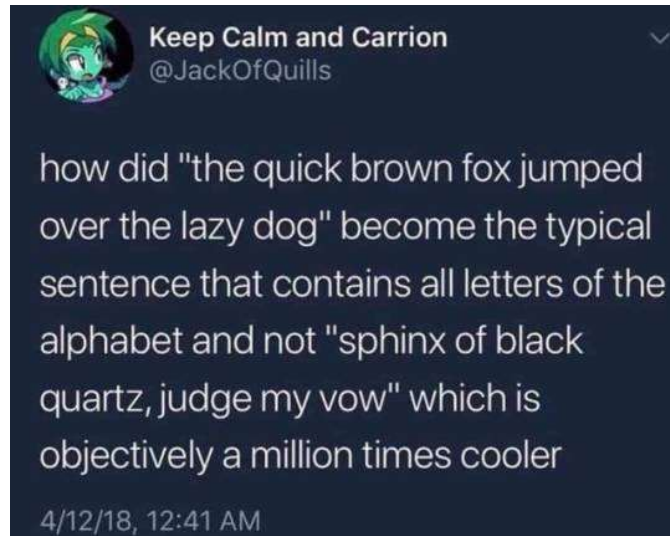 Keep Calm and Carrion
@JackOfQuills
how did "the quick brown fox jumped
over the lazy dog" become the typical
sentence that contains all letters of the
alphabet and not "sphinx of black
quartz, judge my vow" which is
objectively a million times cooler
4/12/18, 12:41 AM